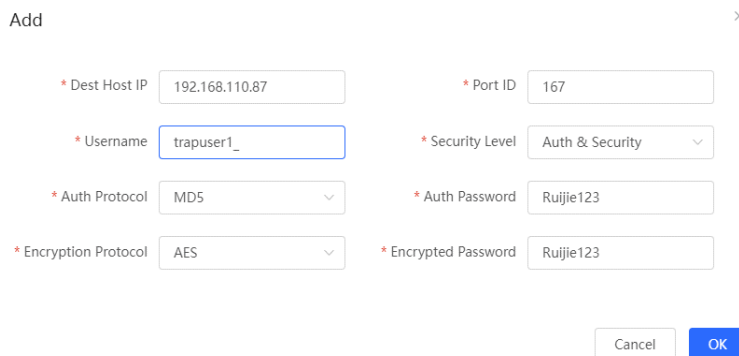 Add
* Dest Host IP 192.168.110.87 * Port ID 167
* Username trapuser1_ * Security Level Auth & Security
* Auth Protocol MD5 * Auth Password Ruijie123
* Encryption Protocol AES * Encrypted Password Ruijie123
Cancel OK